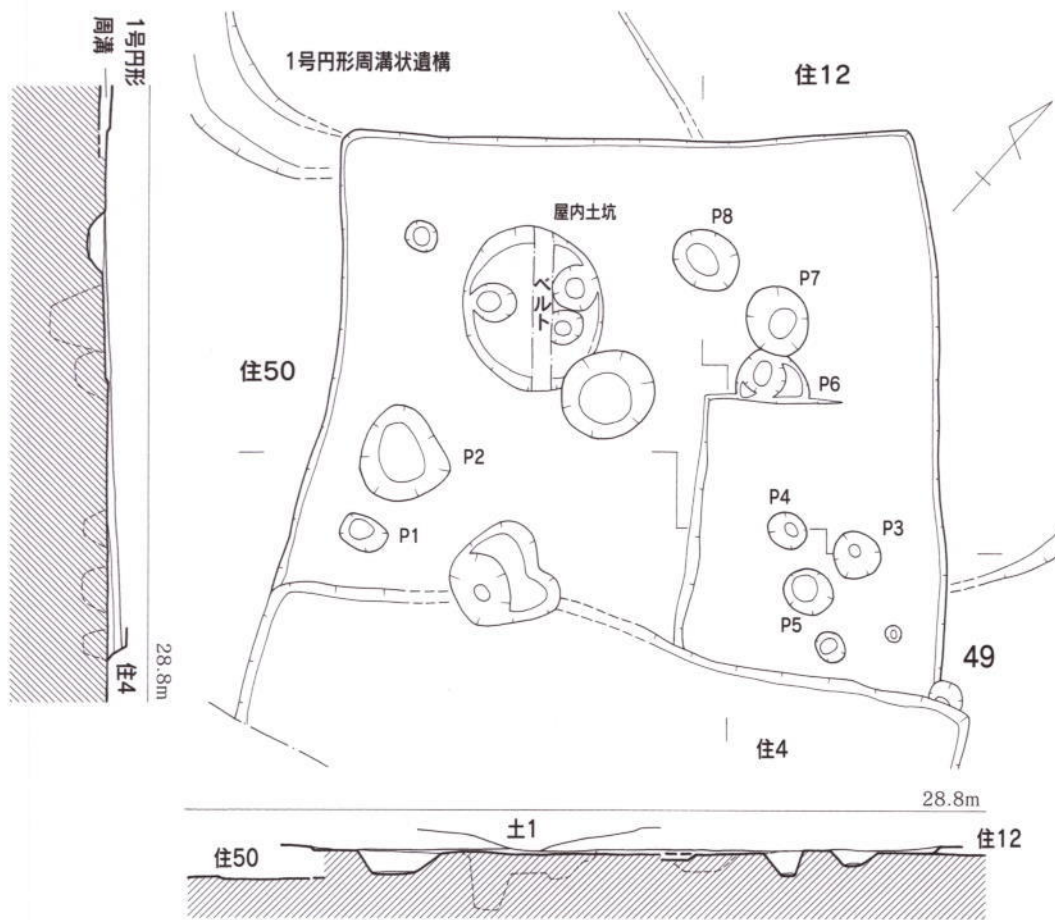 1号円形
周溝
1号円形周溝状遺構
住12
屋内土坑
P8
ベルト
P7
住50
P6
P2
P4
P3
P1
P5
住4
28.8m
49
住4
28.8m
土1
住12
住50